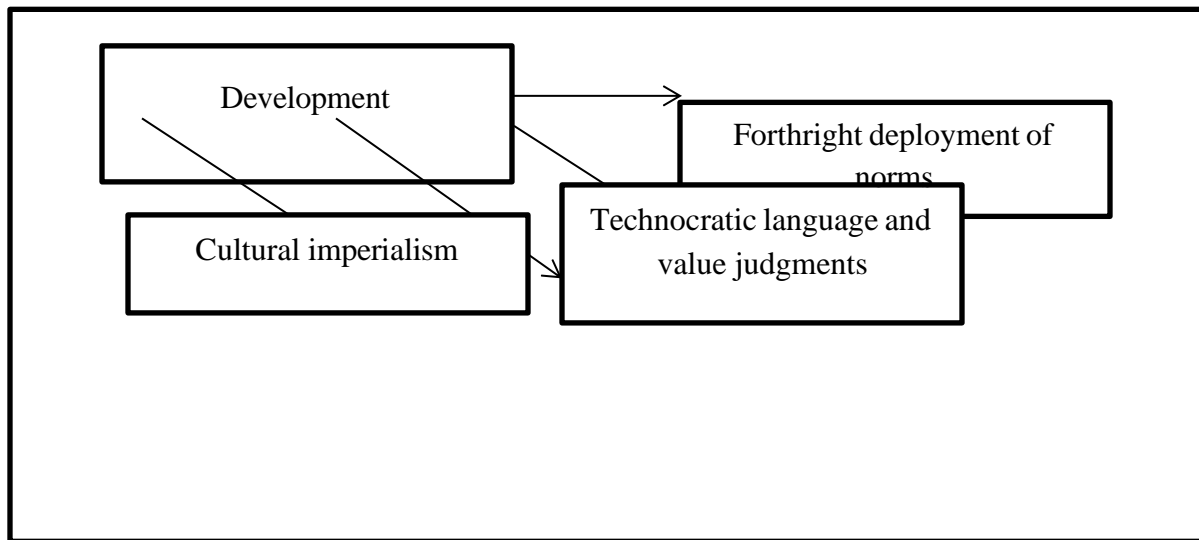 Development
Forthright deployment of
norms
Cultural imperialism
Technocratic language and
value judgments